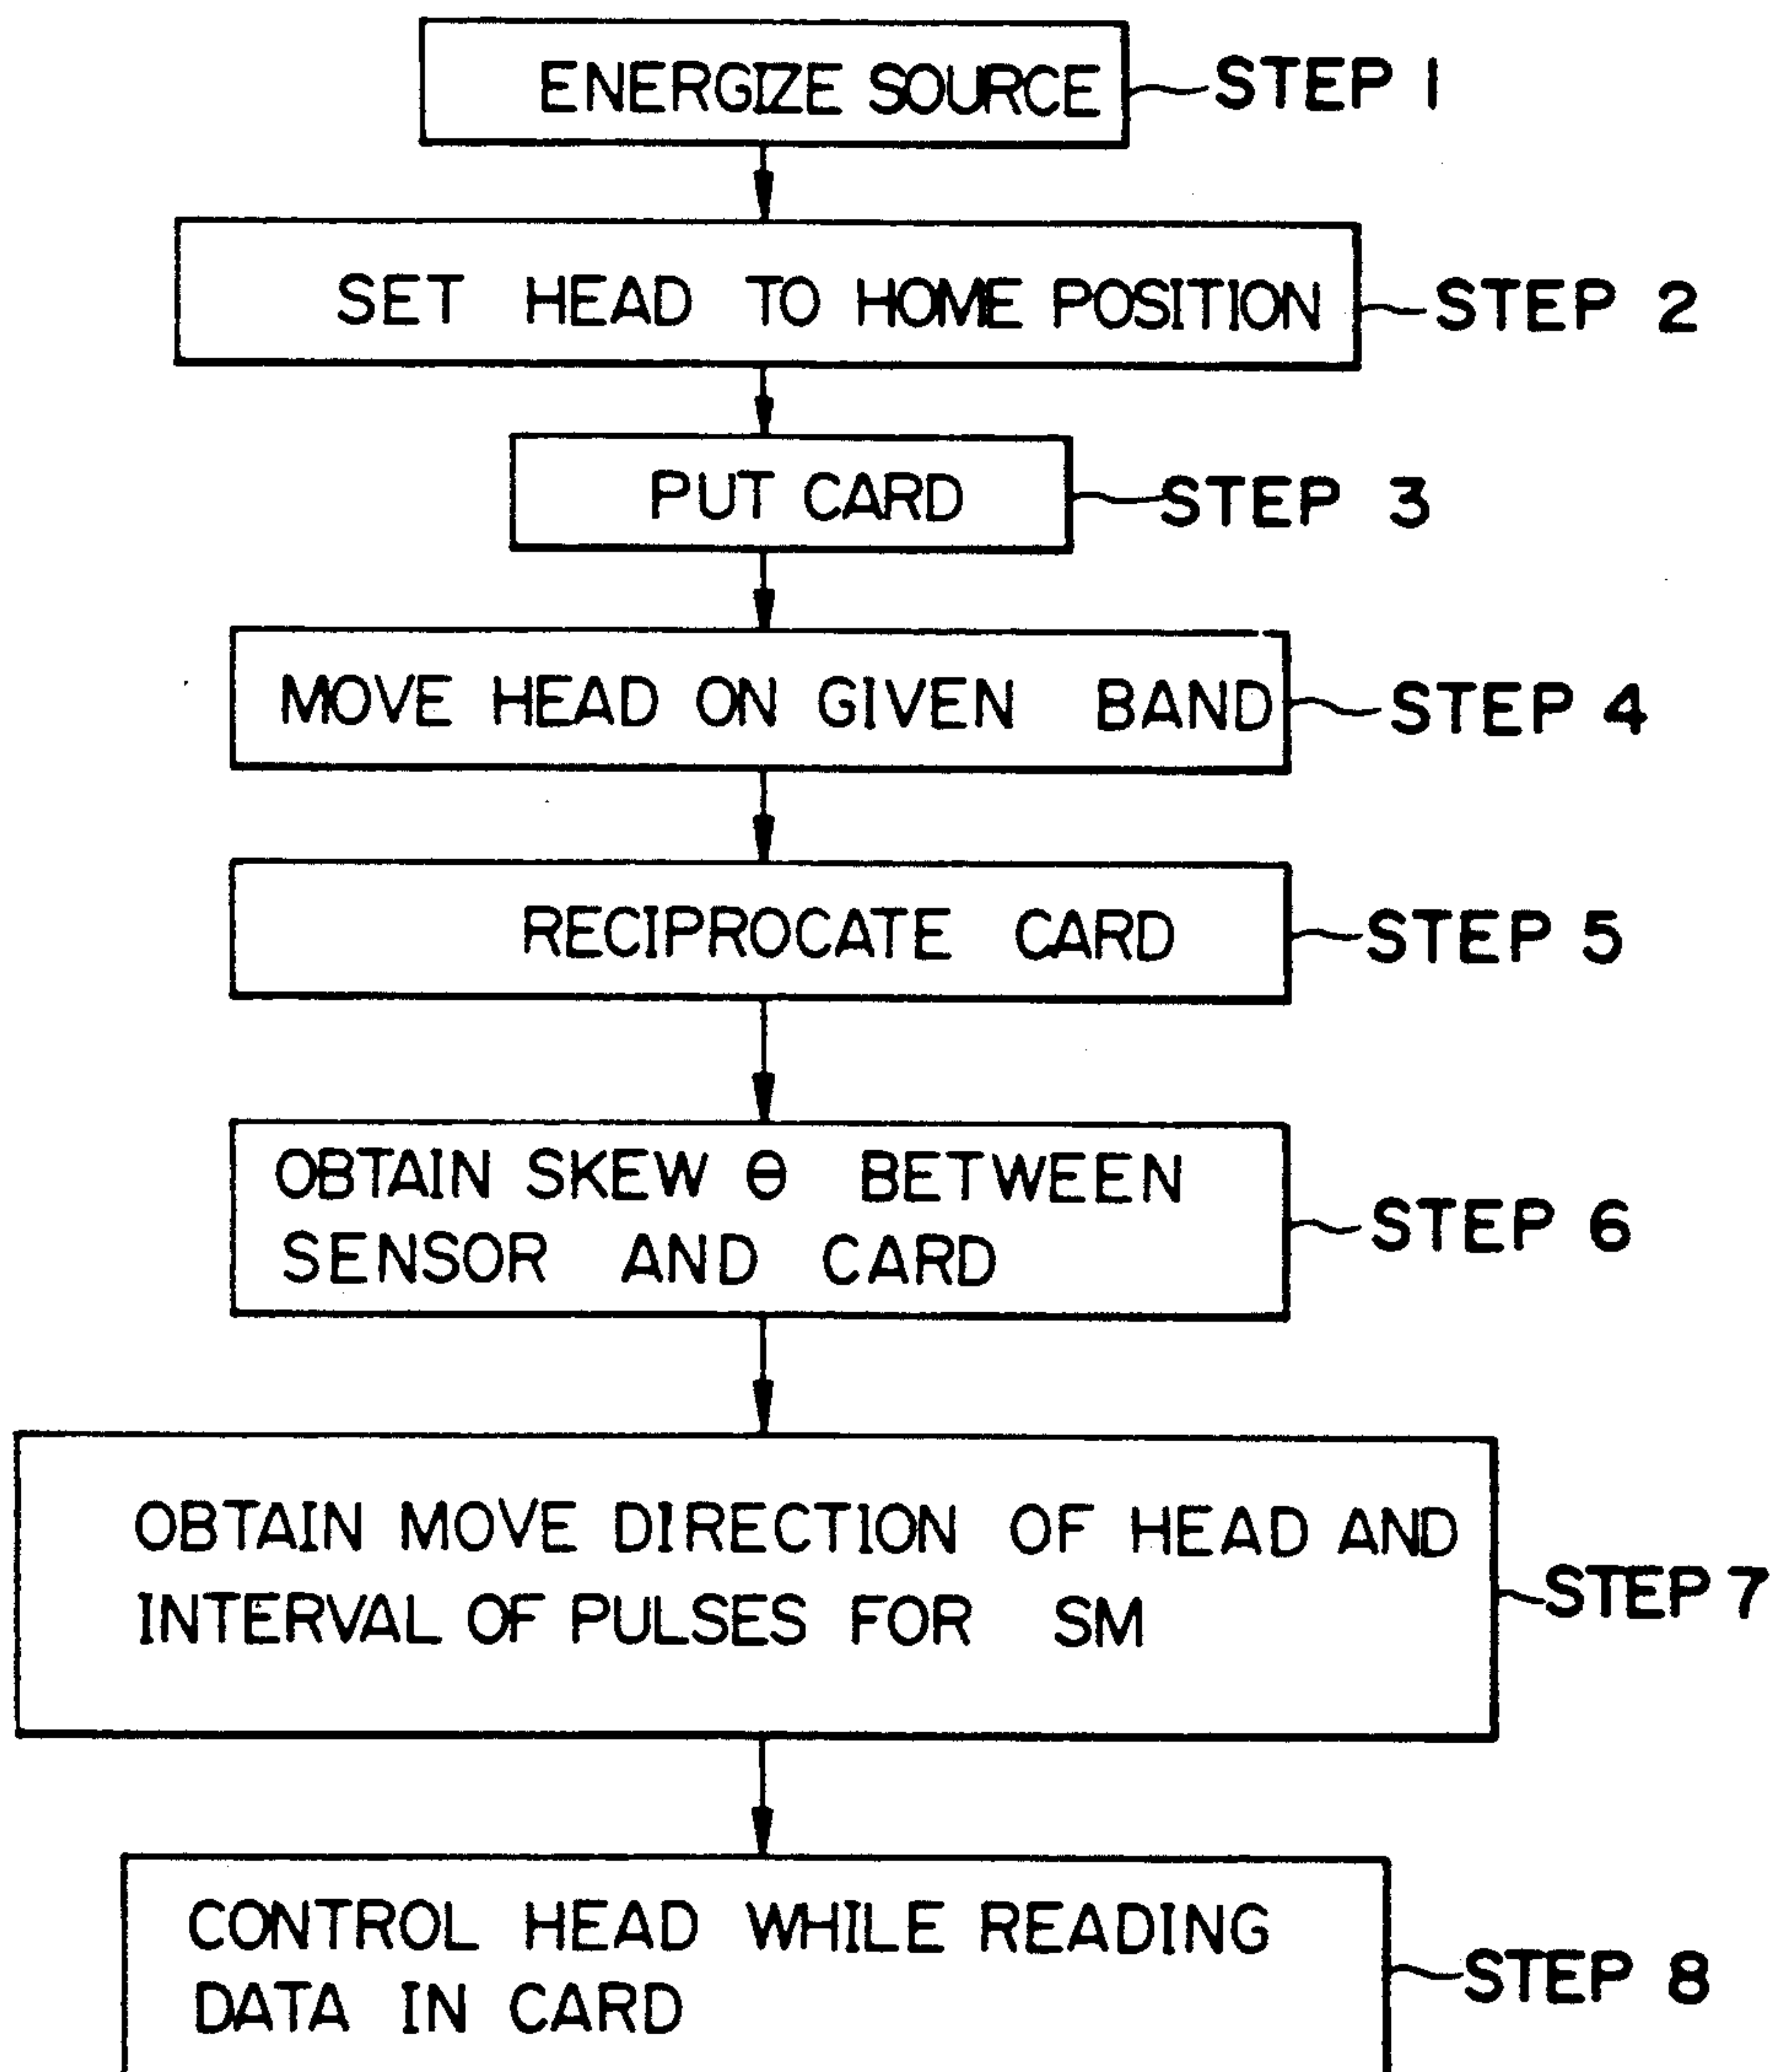 ENERGIZE SOURCE STEP 1
SET HEAD TO HOME POSITION STEP 2
PUT CARD STEP 3
MOVE HEAD ON GIVEN BAND STEP 4
RECIPROCATE CARD STEP 5
OBTAIN SKEW θ BETWEEN
SENSOR AND CARD
STEP 6
OBTAIN MOVE DIRECTION OF HEAD AND
INTERVAL OF PULSES FOR SM
STEP 7
CONTROL HEAD WHILE READING
DATA IN CARD
STEP 8